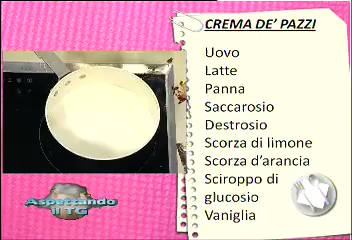 CREMA DE' PAZZI
Uovo
Latte
Panna
Saccarosio
Destrosio
Scorza di limone
Scorza d'arancia
Sciroppo di
glucosio
Vaniglia
Aspettando
il TG